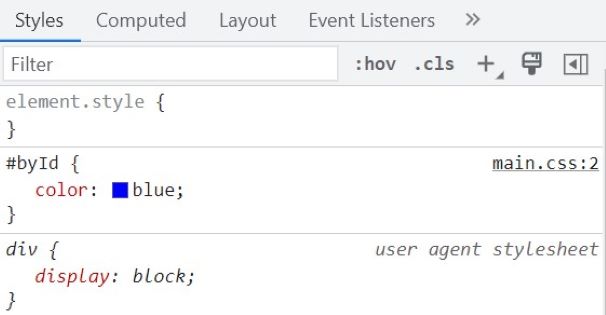 Styles Computed Layout Event Listeners »
Filter :hov .cls +
element.style {
}
#byId { main.css:2
color: blue;
}
div { user agent stylesheet
display: block;
}